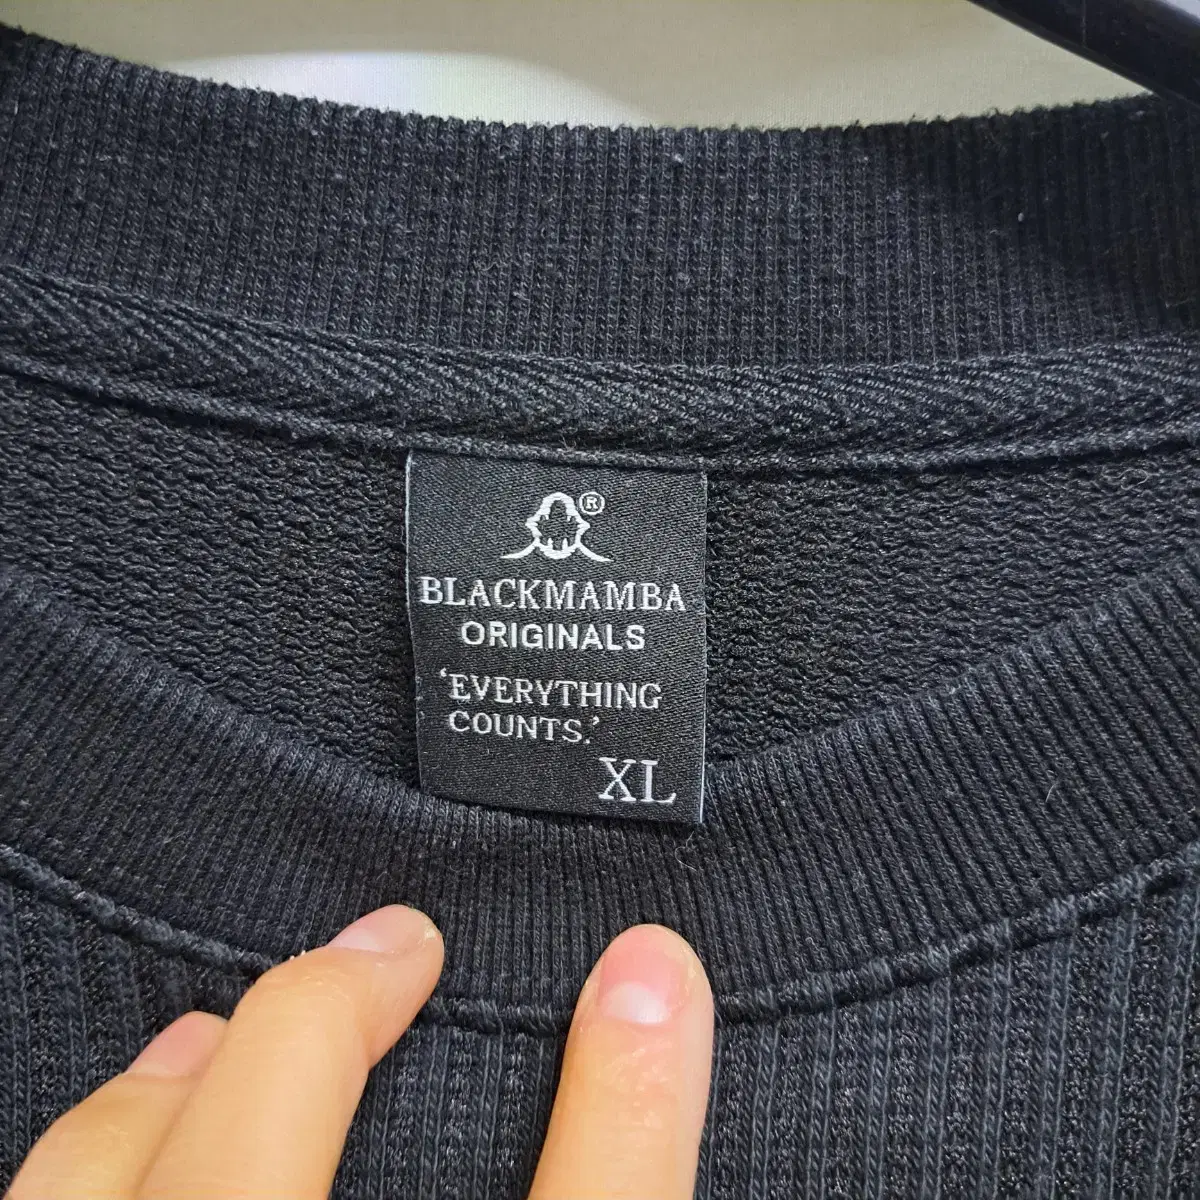 ®
BLACKMAMBA
ORIGINALS
‘EVERYTHING
COUNTS.’
XL